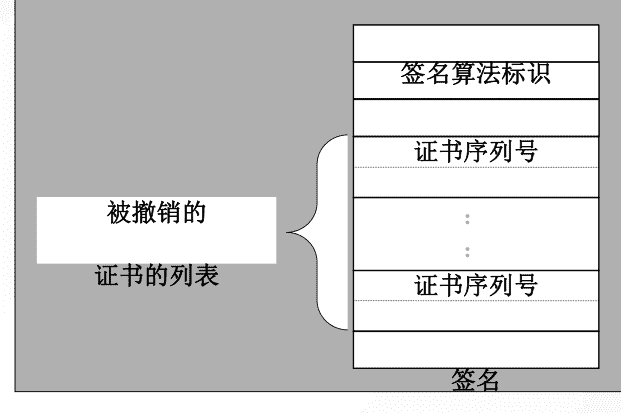 签名算法标识
证书序列号
被撤销的
证书的列表
:
:
证书序列号
签名